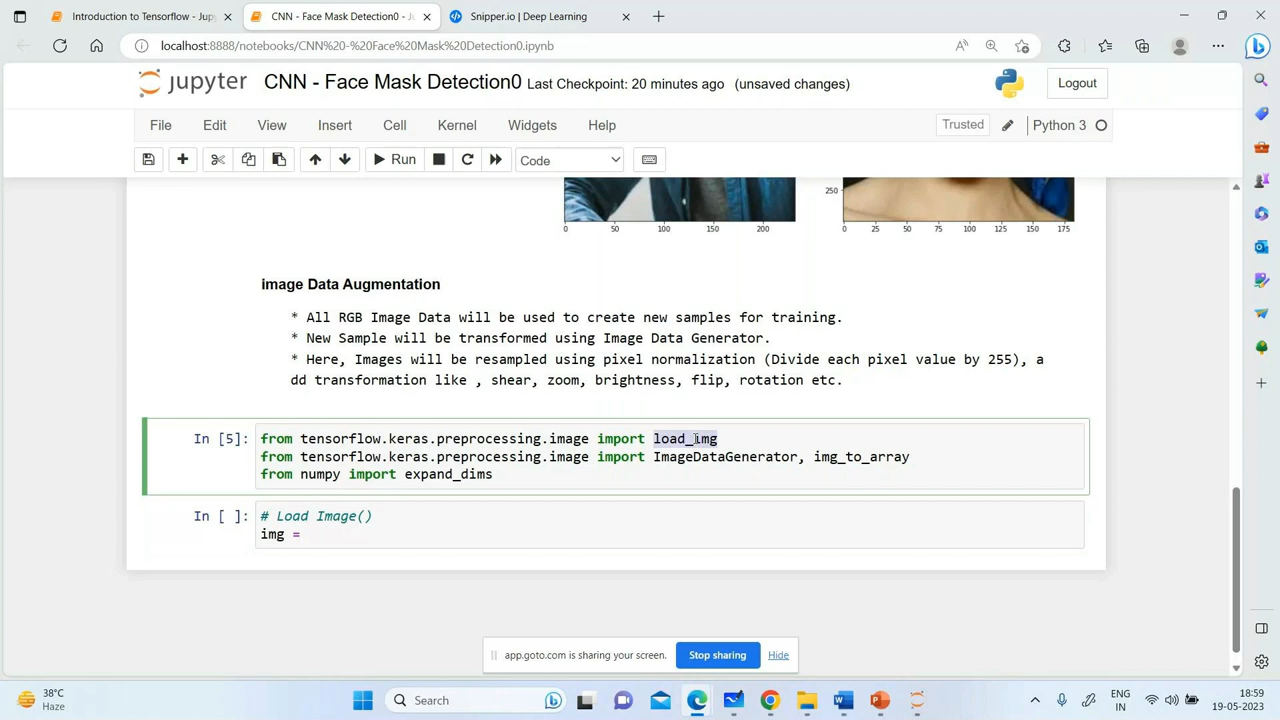 Introduction to Tensorflow - Jupy
CNN - Face Mask Detection0 - J
Snipper.io | Deep Learning
localhost:8888/notebooks/CNN%20-%20Face%20Mask%20Detection0.ipynb
jupyter CNN - Face Mask Detection0 Last Checkpoint: 20 minutes ago (unsaved changes)
Logout
File Edit View Insert Cell Kernel Widgets Help
Trusted Python 3
Run Code
250
0 50 100 150 200 0 25 50 75 100 125 150 175
image Data Augmentation
* All RGB Image Data will be used to create new samples for training.
* New Sample will be transformed using Image Data Generator.
* Here, Images will be resampled using pixel normalization (Divide each pixel value by 255), a
dd transformation like , shear, zoom, brightness, flip, rotation etc.
In [5]: from tensorflow.keras.preprocessing.image import load_img
from tensorflow.keras.preprocessing.image import ImageDataGenerator, img_to_array
from numpy import expand_dims
In [ ]: # Load Image()
img =
app.goto.com is sharing your screen. Stop sharing Hide
38°C
Haze
Search
ENG
IN
18:59
19-05-2023